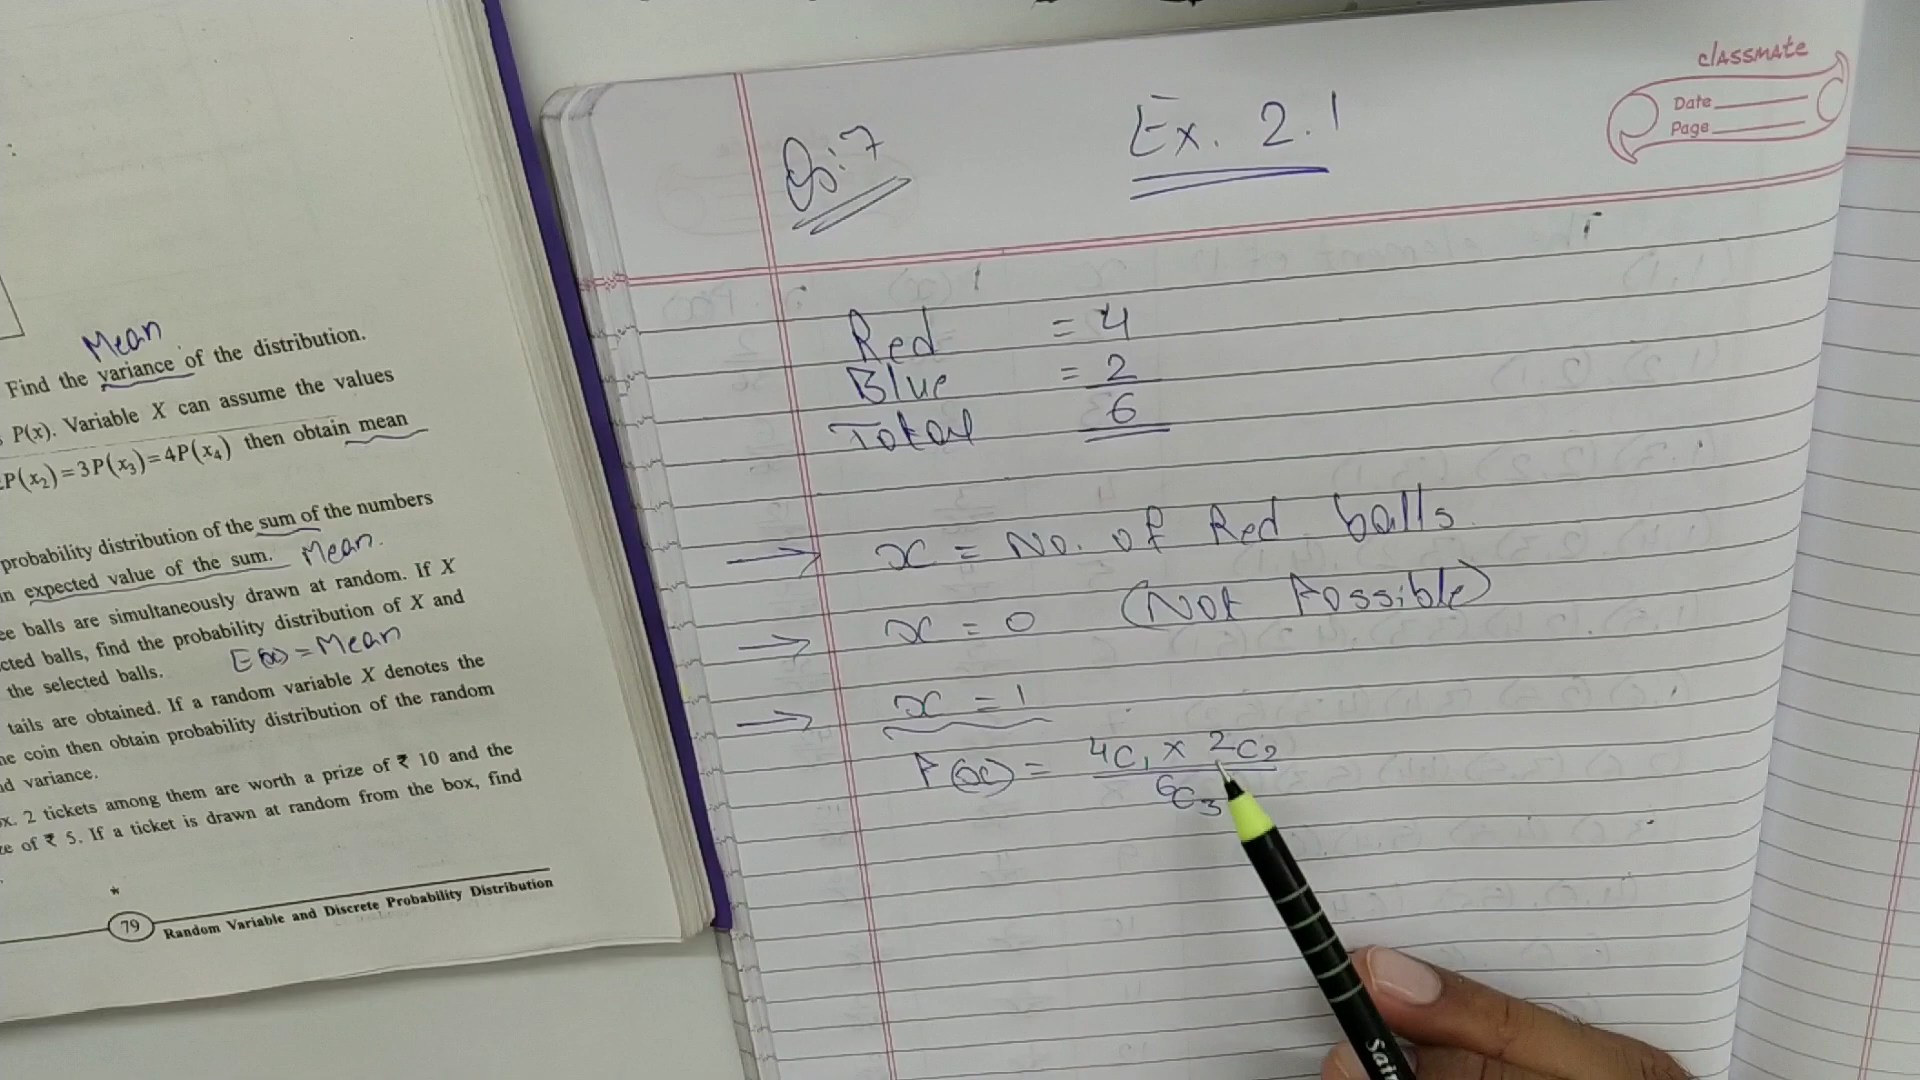 Mean
Find the variance of the distribution.
P(x). Variable X can assume the values
P(x₂)=3P(x₃)=4P(x₄) then obtain mean
probability distribution of the sum of the numbers
expected value of the sum. Mean.
balls are simultaneously drawn at random. If X
balls, find the probability distribution of X and
the selected balls. E(x) = Mean
tails are obtained. If a random variable X denotes the
coin then obtain probability distribution of the random
variance.
2 tickets among them are worth a prize of ₹ 10 and the
of ₹ 5. If a ticket is drawn at random from the box, find
*
79 Random Variable and Discrete Probability Distribution
classmate
Date
Page
Qs:7 Ex. 2.1
Red = 4
Blue = 2
Total 6
→ x = No. of Red balls
→ x = 0 (Not Possible)
→ x = 1
P(x) = 4C₁ × 2C₂
6C₃